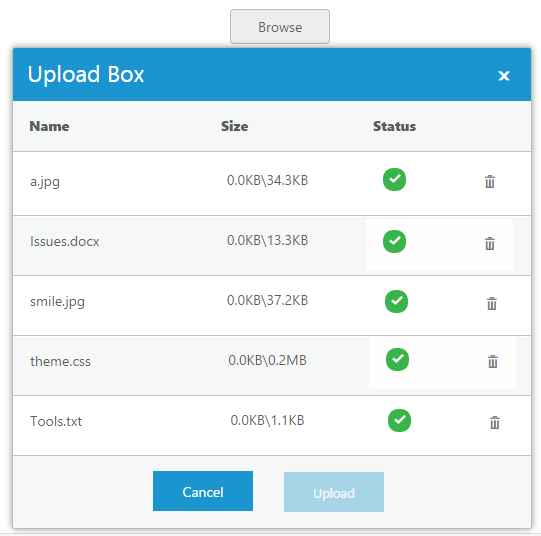 Browse
Upload Box
Name Size Status
a.jpg 0.0KB\34.3KB
Issues.docx 0.0KB\13.3KB
smile.jpg 0.0KB\37.2KB
theme.css 0.0KB\0.2MB
Tools.txt 0.0KB\1.1KB
Cancel Upload